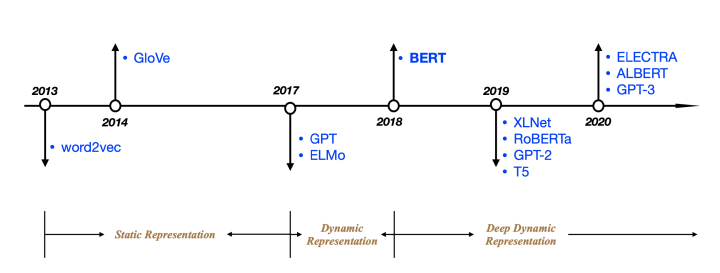 GloVe
BERT
ELECTRA
ALBERT
GPT-3
2013
2017
2019
2014
2018
2020
word2vec
GPT
ELMo
XLNet
RoBERTa
GPT-2
T5
Static Representation
Dynamic
Representation
Deep Dynamic
Representation